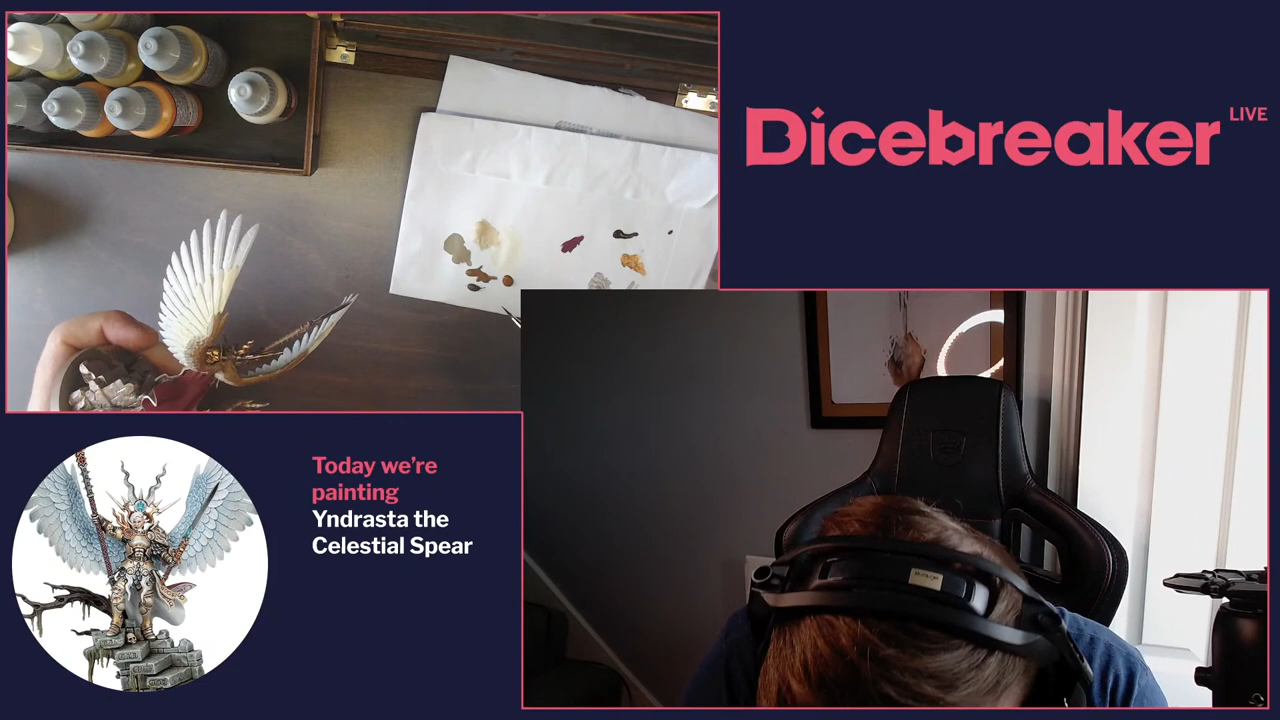 Dicebreaker LIVE
Today we're
painting
Yndrasta the
Celestial Spear